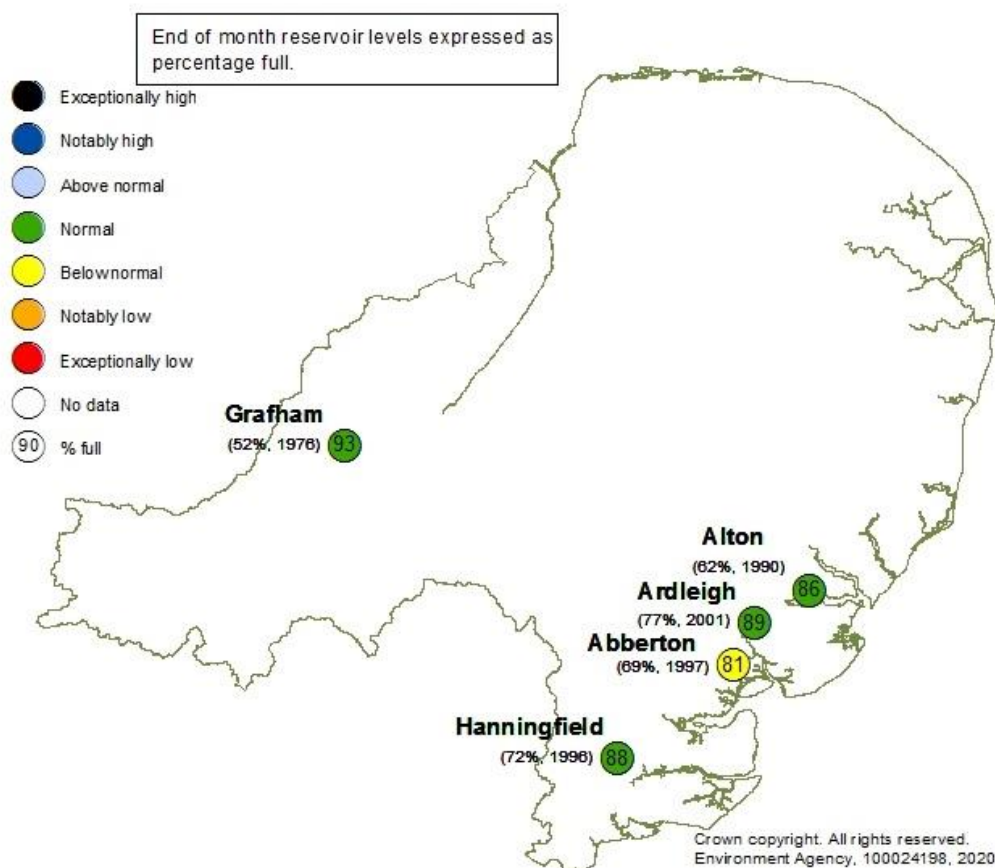 End of month reservoir levels expressed as
percentage full.
Exceptionally high
Notably high
Above normal
Normal
Belownormal
Notably low
Exceptionally low
No data
90 % full
Grafham
(52%, 1976) 93
Alton
(62%, 1990) 86
Ardleigh
(77%, 2001) 89
Abberton
(69%, 1997) 81
Hanningfield
(72%, 1996) 88
Crown copyright. All rights reserved.
Environment Agency, 100024198, 2020